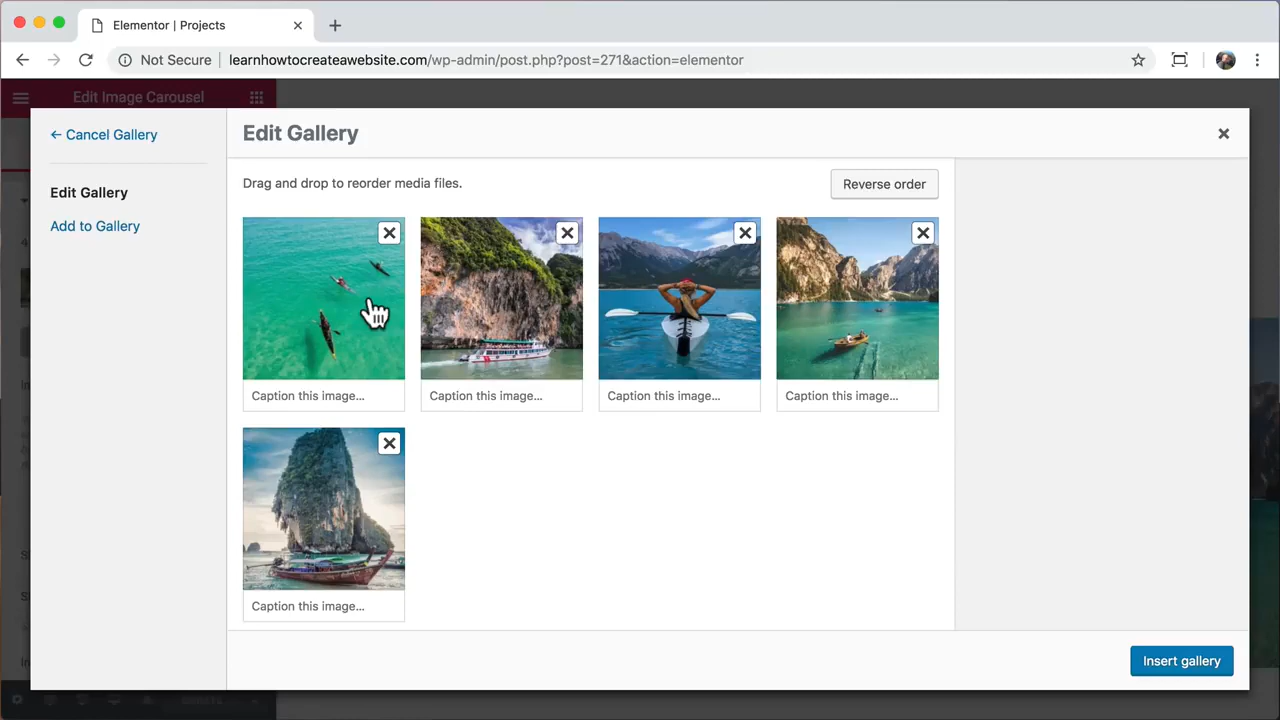 Elementor | Projects
Not Secure | learnhowtocreateawebsite.com/wp-admin/post.php?post=271&action=elementor
Edit Image Carousel
← Cancel Gallery
Edit Gallery
Edit Gallery
Add to Gallery
Drag and drop to reorder media files.
Reverse order
Caption this image...
Caption this image...
Caption this image...
Caption this image...
Caption this image...
Insert gallery